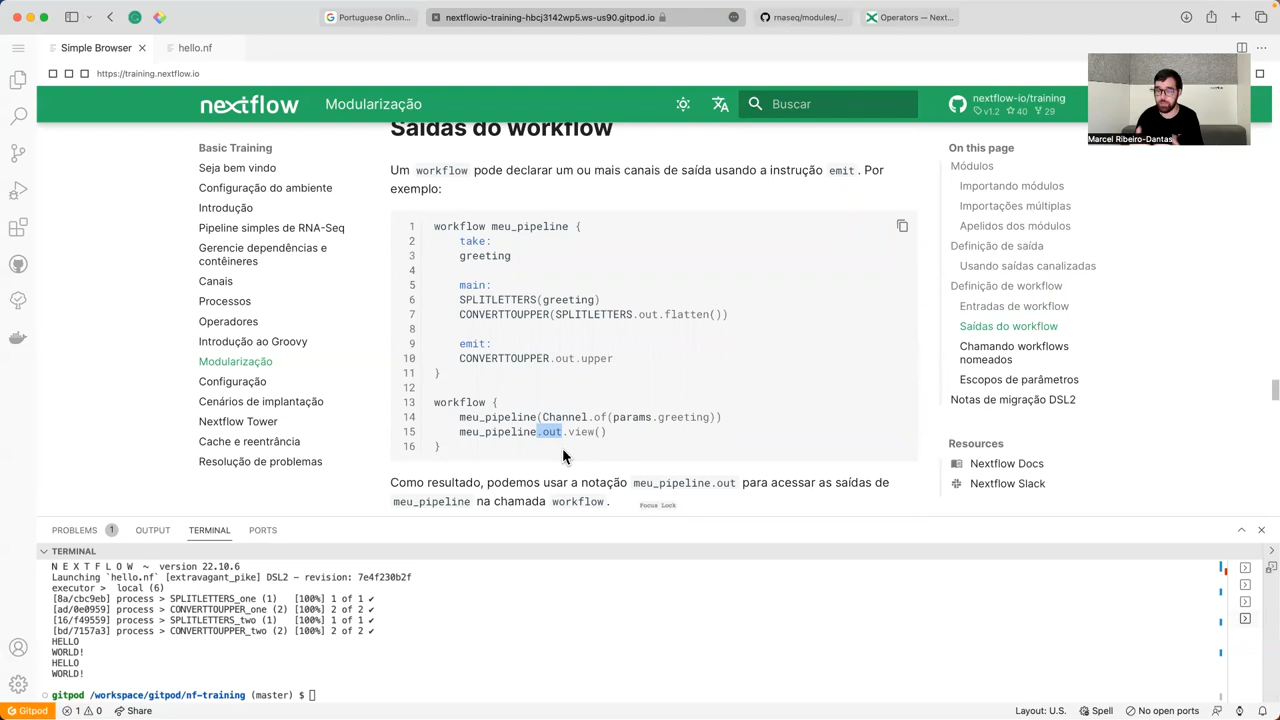 Portuguese Onlin...
nextflowio-training-hbcj3142wp5.ws-us90.gitpod.io
rnaseq/modules/...
Operators — Next...
Simple Browser
hello.nf
https://training.nextflow.io
nextflow
Modularização
Buscar
nextflow-io/training
v1.2 40 29
Marcel Ribeiro-Dantas
Basic Training
Seja bem vindo
Configuração do ambiente
Introdução
Pipeline simples de RNA-Seq
Gerencie dependências e
contêineres
Canais
Processos
Operadores
Introdução ao Groovy
Modularização
Configuração
Cenários de implantação
Nextflow Tower
Cache e reentrância
Resolução de problemas
Saídas do workflow
Um workflow pode declarar um ou mais canais de saída usando a instrução emit. Por
exemplo:
1 workflow meu_pipeline {
2 take:
3 greeting
4
5 main:
6 SPLITLETTERS(greeting)
7 CONVERTTOUPPER(SPLITLETTERS.out.flatten())
8
9 emit:
10 CONVERTTOUPPER.out.upper
11 }
12
13 workflow {
14 meu_pipeline(Channel.of(params.greeting))
15 meu_pipeline.out.view()
16 }
Como resultado, podemos usar a notação meu_pipeline.out para acessar as saídas de
meu_pipeline na chamada workflow.
Focus Lock
On this page
Módulos
Importando módulos
Importações múltiplas
Apelidos dos módulos
Definição de saída
Usando saídas canalizadas
Definição de workflow
Entradas de workflow
Saídas do workflow
Chamando workflows
nomeados
Escopos de parâmetros
Notas de migração DSL2
Resources
Nextflow Docs
Nextflow Slack
PROBLEMS 1 OUTPUT TERMINAL PORTS
TERMINAL
N E X T F L O W ~ version 22.10.6
Launching `hello.nf` [extravagant_pike] DSL2 - revision: 7e4f230b2f
executor > local (6)
[8a/cbc9eb] process > SPLITLETTERS_one (1) [100%] 1 of 1 ✔
[ad/0e0959] process > CONVERTTOUPPER_one (2) [100%] 2 of 2 ✔
[16/f49559] process > SPLITLETTERS_two (1) [100%] 1 of 1 ✔
[bd/7157a3] process > CONVERTTOUPPER_two (2) [100%] 2 of 2 ✔
HELLO
WORLD!
HELLO
WORLD!
gitpod /workspace/gitpod/nf-training (master) $
Gitpod 1 0 Share Layout: U.S. Spell No open ports